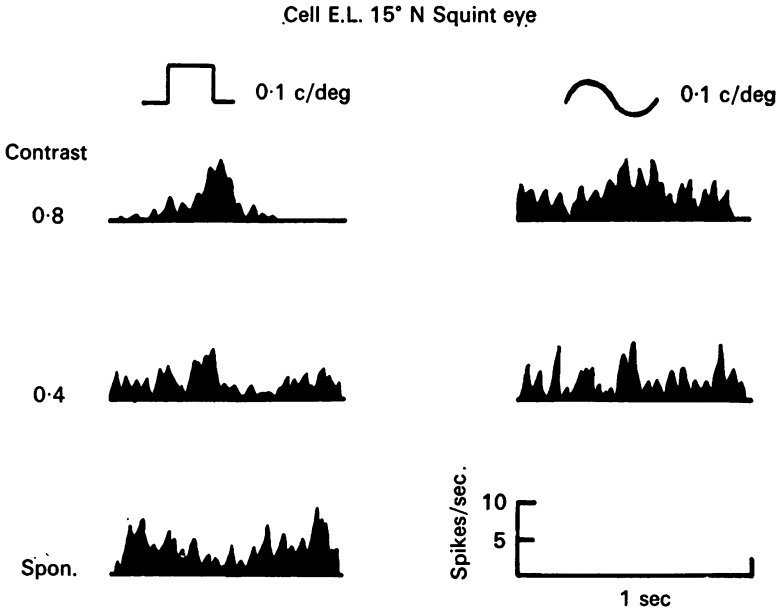 Cell E.L. 15° N Squint eye
0·1 c/deg
0·1 c/deg
Contrast
0·8
0·4
Spon.
Spikes/sec.
10
5
1 sec